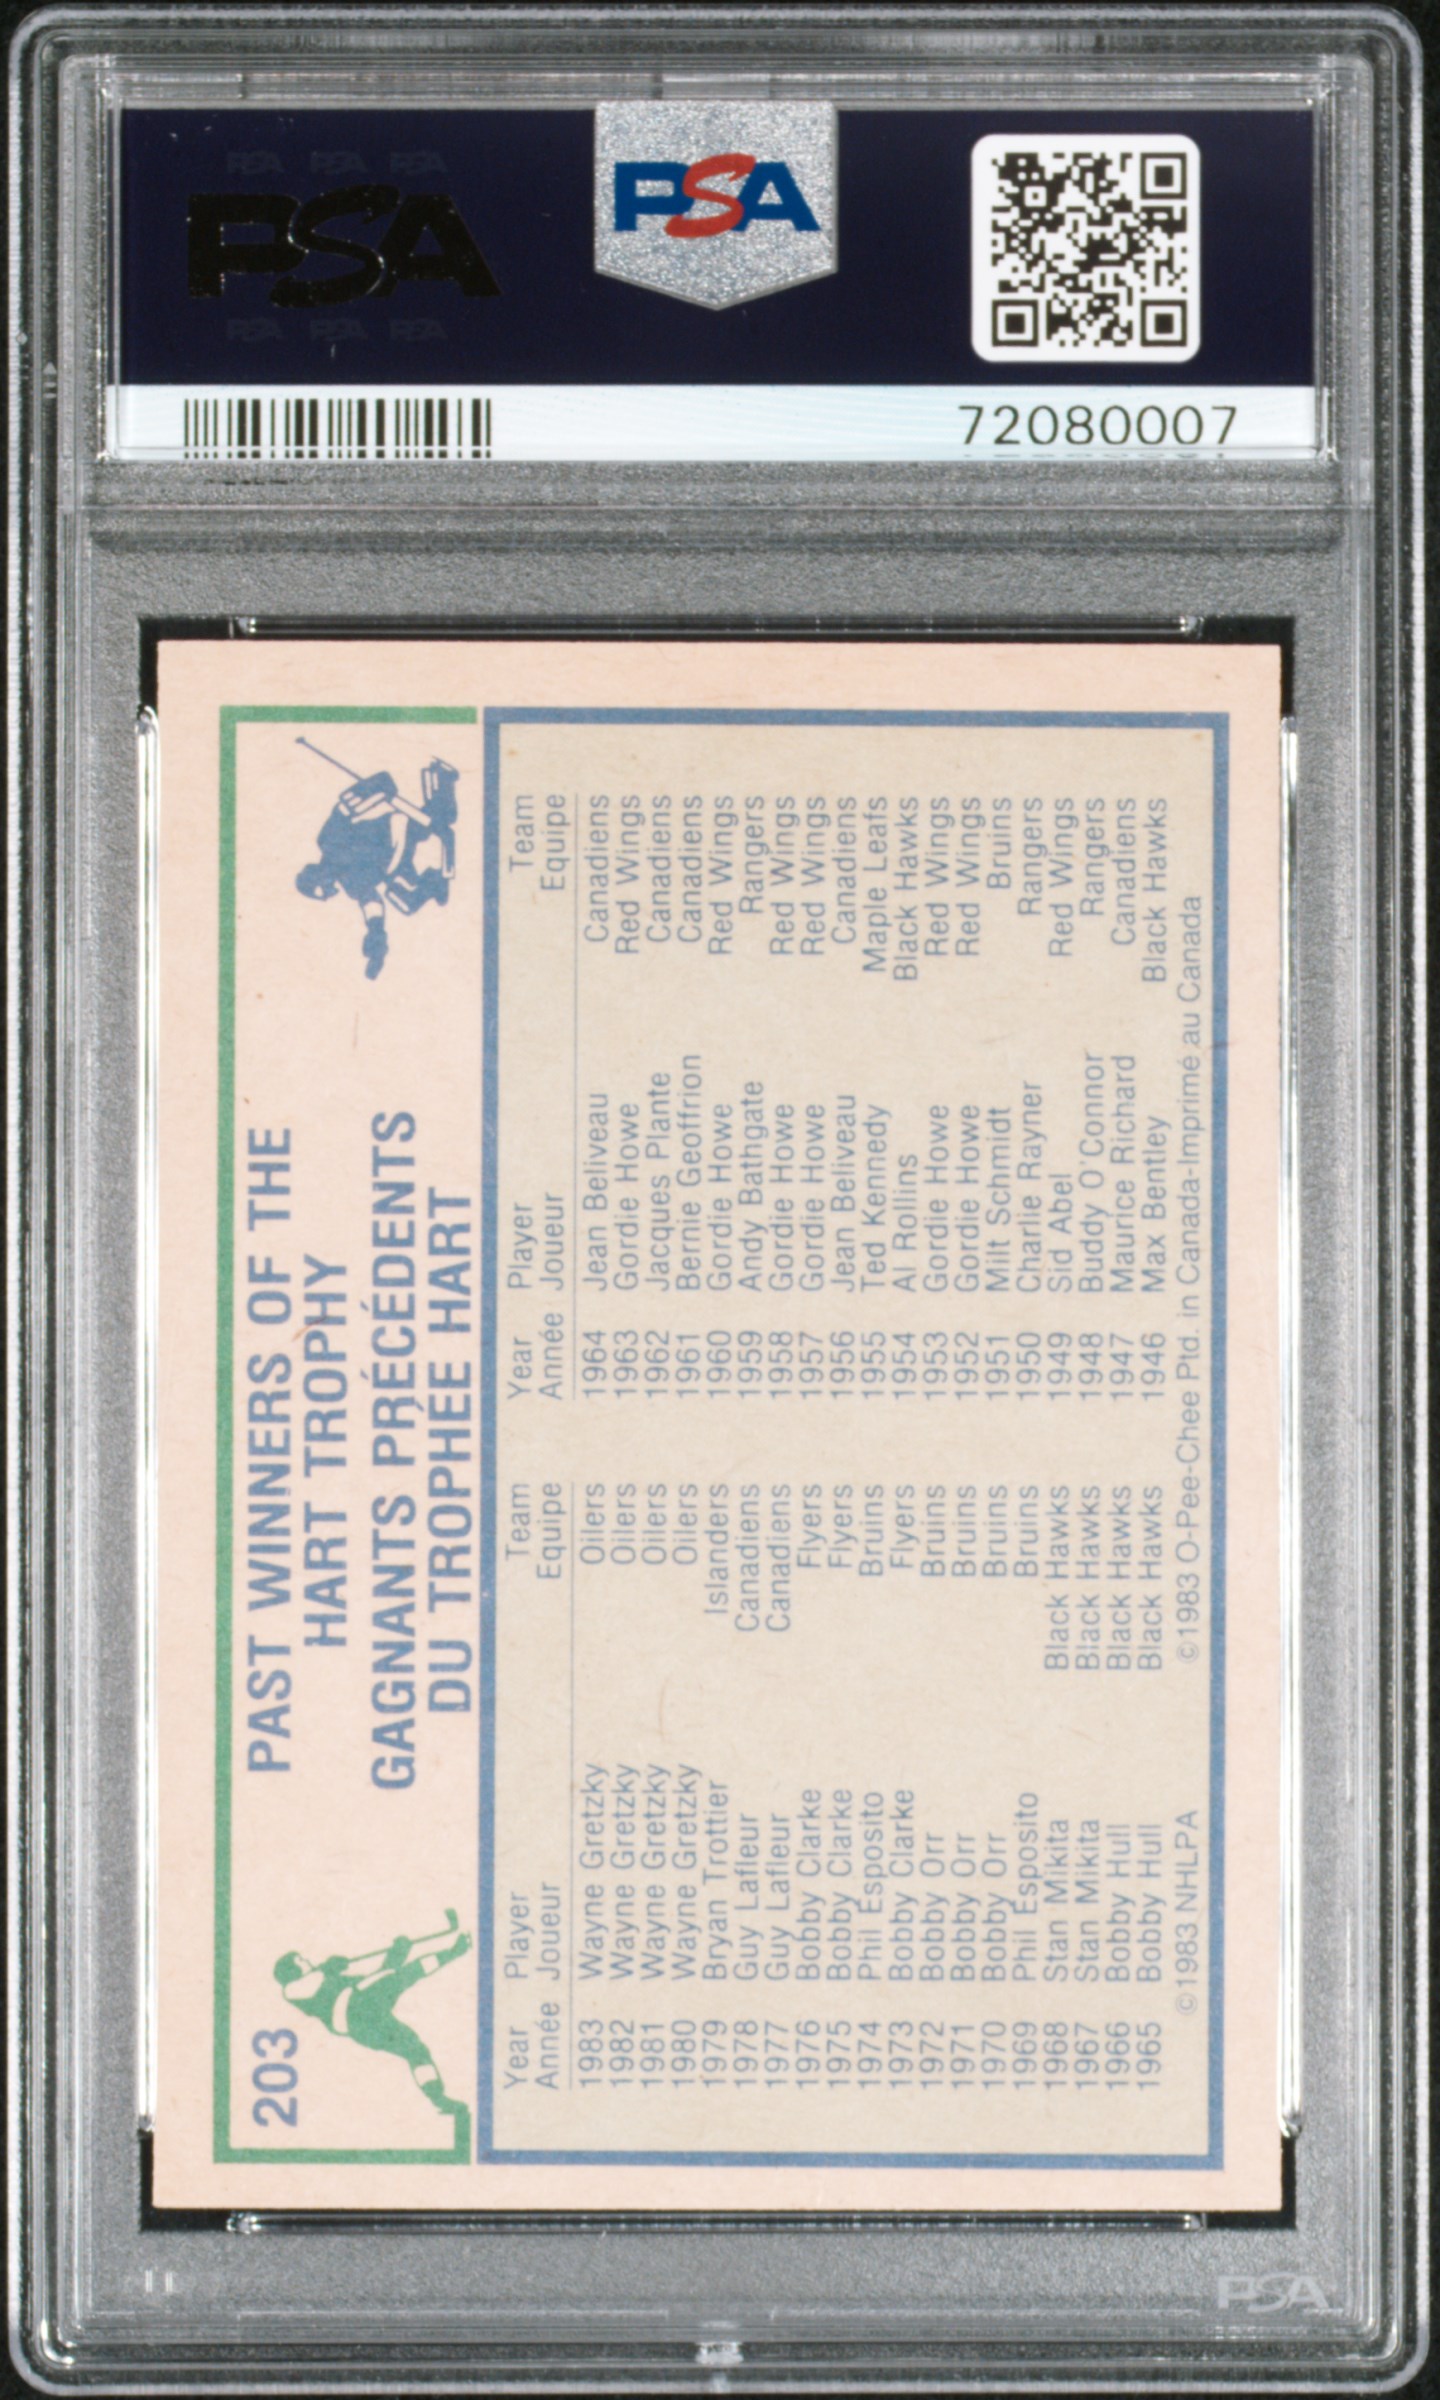 PSA PSA PSA
PSA
PSA PSA PSA
PSA
72080007
203
PAST WINNERS OF THE
HART TROPHY
GAGNANTS PRÉCÉDENTS
DU TROPHÉE HART
Year Player Team
Année Joueur Equipe
1983 Wayne Gretzky Oilers
1982 Wayne Gretzky Oilers
1981 Wayne Gretzky Oilers
1980 Wayne Gretzky Oilers
1979 Bryan Trottier Islanders
1978 Guy Lafleur Canadiens
1977 Guy Lafleur Canadiens
1976 Bobby Clarke Flyers
1975 Bobby Clarke Flyers
1974 Phil Esposito Bruins
1973 Bobby Clarke Flyers
1972 Bobby Orr Bruins
1971 Bobby Orr Bruins
1970 Bobby Orr Bruins
1969 Phil Esposito Bruins
1968 Stan Mikita Black Hawks
1967 Stan Mikita Black Hawks
1966 Bobby Hull Black Hawks
1965 Bobby Hull Black Hawks
Year Player Team
Année Joueur Equipe
1964 Jean Beliveau Canadiens
1963 Gordie Howe Red Wings
1962 Jacques Plante Canadiens
1961 Bernie Geoffrion Canadiens
1960 Gordie Howe Red Wings
1959 Andy Bathgate Rangers
1958 Gordie Howe Red Wings
1957 Gordie Howe Red Wings
1956 Jean Beliveau Canadiens
1955 Ted Kennedy Maple Leafs
1954 Al Rollins Black Hawks
1953 Gordie Howe Red Wings
1952 Gordie Howe Red Wings
1951 Milt Schmidt Bruins
1950 Charlie Rayner Rangers
1949 Sid Abel Red Wings
1948 Buddy O'Connor Rangers
1947 Maurice Richard Canadiens
1946 Max Bentley Black Hawks
©1983 NHLPA ©1983 O-Pee-Chee Ptd. in Canada-Imprimé au Canada
PSA